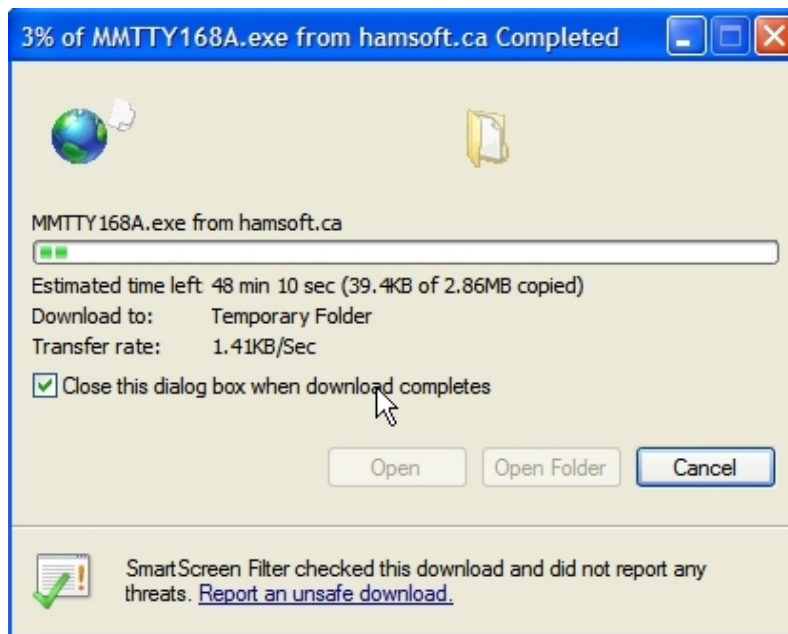 3% of MMTTY168A.exe from hamsoft.ca Completed
MMTTY168A.exe from hamsoft.ca
Estimated time left 48 min 10 sec (39.4KB of 2.86MB copied)
Download to: Temporary Folder
Transfer rate: 1.41KB/Sec
Close this dialog box when download completes
Open Open Folder Cancel
SmartScreen Filter checked this download and did not report any
threats. Report an unsafe download.